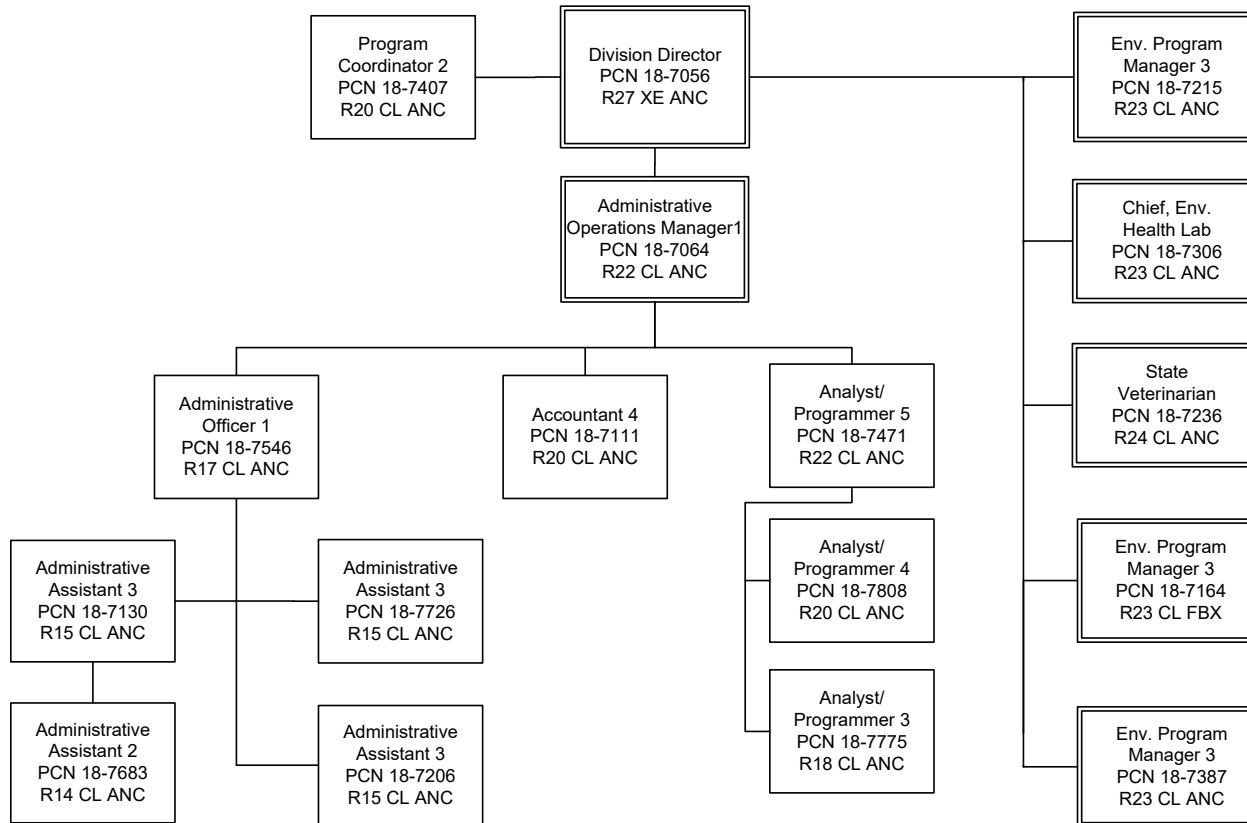 Program
Coordinator 2
PCN 18-7407
R20 CL ANC
Division Director
PCN 18-7056
R27 XE ANC
Env. Program
Manager 3
PCN 18-7215
R23 CL ANC
Administrative
Operations Manager1
PCN 18-7064
R22 CL ANC
Chief, Env.
Health Lab
PCN 18-7306
R23 CL ANC
Administrative
Officer 1
PCN 18-7546
R17 CL ANC
Accountant 4
PCN 18-7111
R20 CL ANC
Analyst/
Programmer 5
PCN 18-7471
R22 CL ANC
State
Veterinarian
PCN 18-7236
R24 CL ANC
Administrative
Assistant 3
PCN 18-7130
R15 CL ANC
Administrative
Assistant 3
PCN 18-7726
R15 CL ANC
Analyst/
Programmer 4
PCN 18-7808
R20 CL ANC
Env. Program
Manager 3
PCN 18-7164
R23 CL FBX
Administrative
Assistant 2
PCN 18-7683
R14 CL ANC
Administrative
Assistant 3
PCN 18-7206
R15 CL ANC
Analyst/
Programmer 3
PCN 18-7775
R18 CL ANC
Env. Program
Manager 3
PCN 18-7387
R23 CL ANC